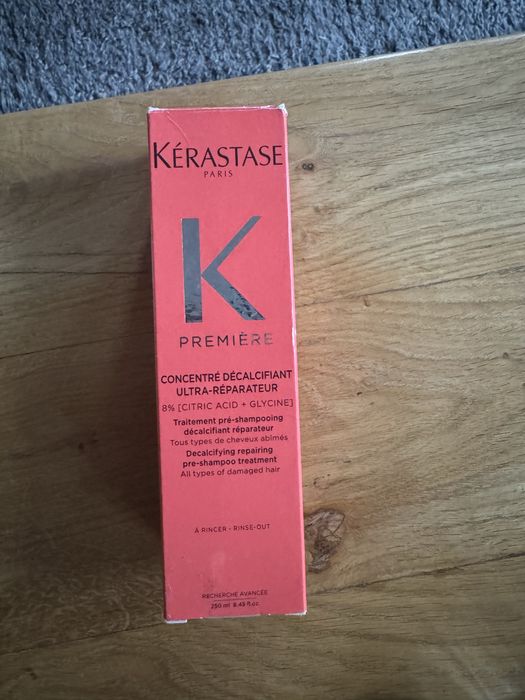 KÉRASTASE
PARIS
K
PREMIÈRE
CONCENTRÉ DÉCALCIFIANT
ULTRA-RÉPARATEUR
8% [CITRIC ACID + GLYCINE]
Traitement pré-shampooing
décalcifiant réparateur
Tous types de cheveux abîmés
Decalcifying repairing
pre-shampoo treatment
All types of damaged hair
À RINCER - RINSE-OUT
RECHERCHE AVANCÉE
250 ml 8.45 fl.oz.